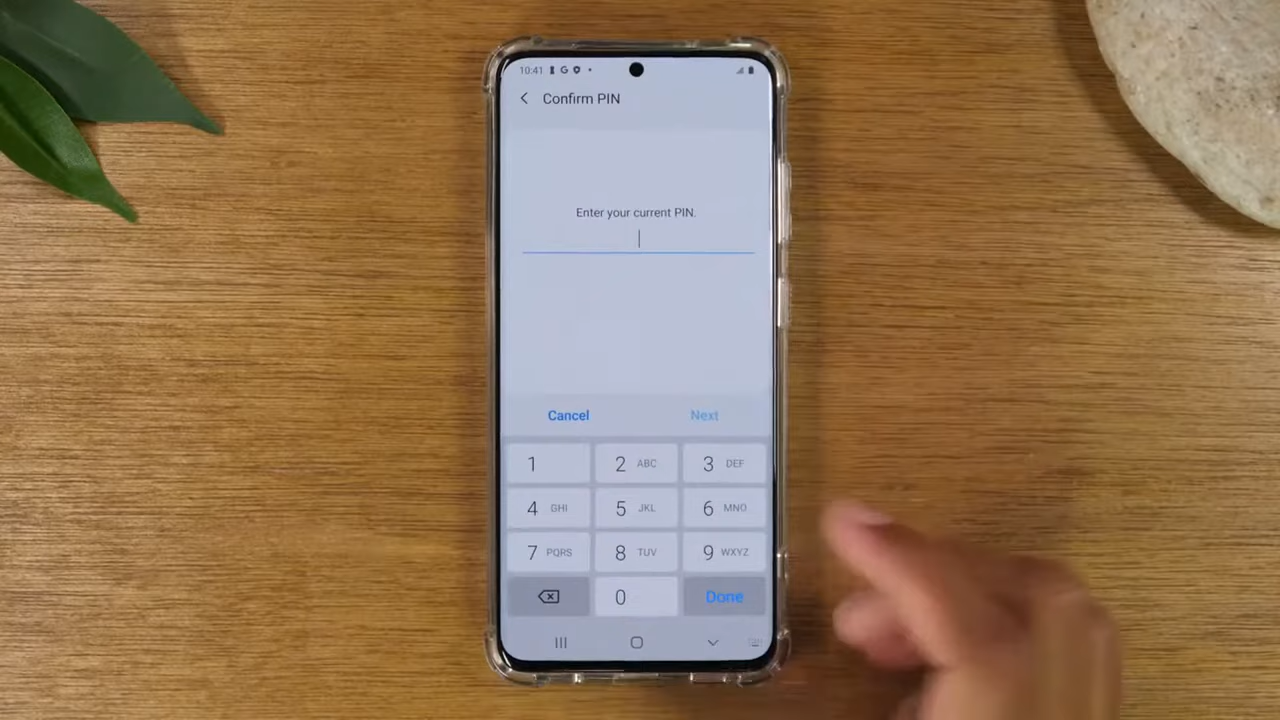 10:41 G
Confirm PIN
Enter your current PIN.
Cancel Next
1 2 ABC 3 DEF
4 GHI 5 JKL 6 MNO
7 PQRS 8 TUV 9 WXYZ
0 Done